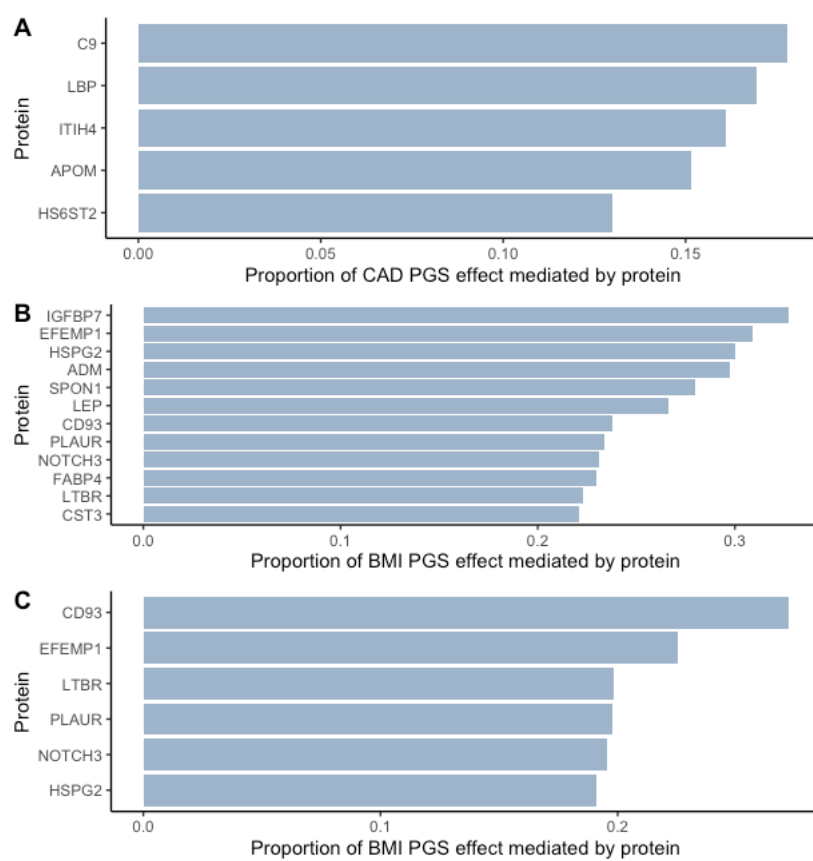 A
Protein
C9
LBP
ITIH4
APOM
HS6ST2
0.00 0.05 0.10 0.15
Proportion of CAD PGS effect mediated by protein
B
Protein
IGFBP7
EFEMP1
HSPG2
ADM
SPON1
LEP
CD93
PLAUR
NOTCH3
FABP4
LTBR
CST3
0.0 0.1 0.2 0.3
Proportion of BMI PGS effect mediated by protein
C
Protein
CD93
EFEMP1
LTBR
PLAUR
NOTCH3
HSPG2
0.0 0.1 0.2
Proportion of BMI PGS effect mediated by protein